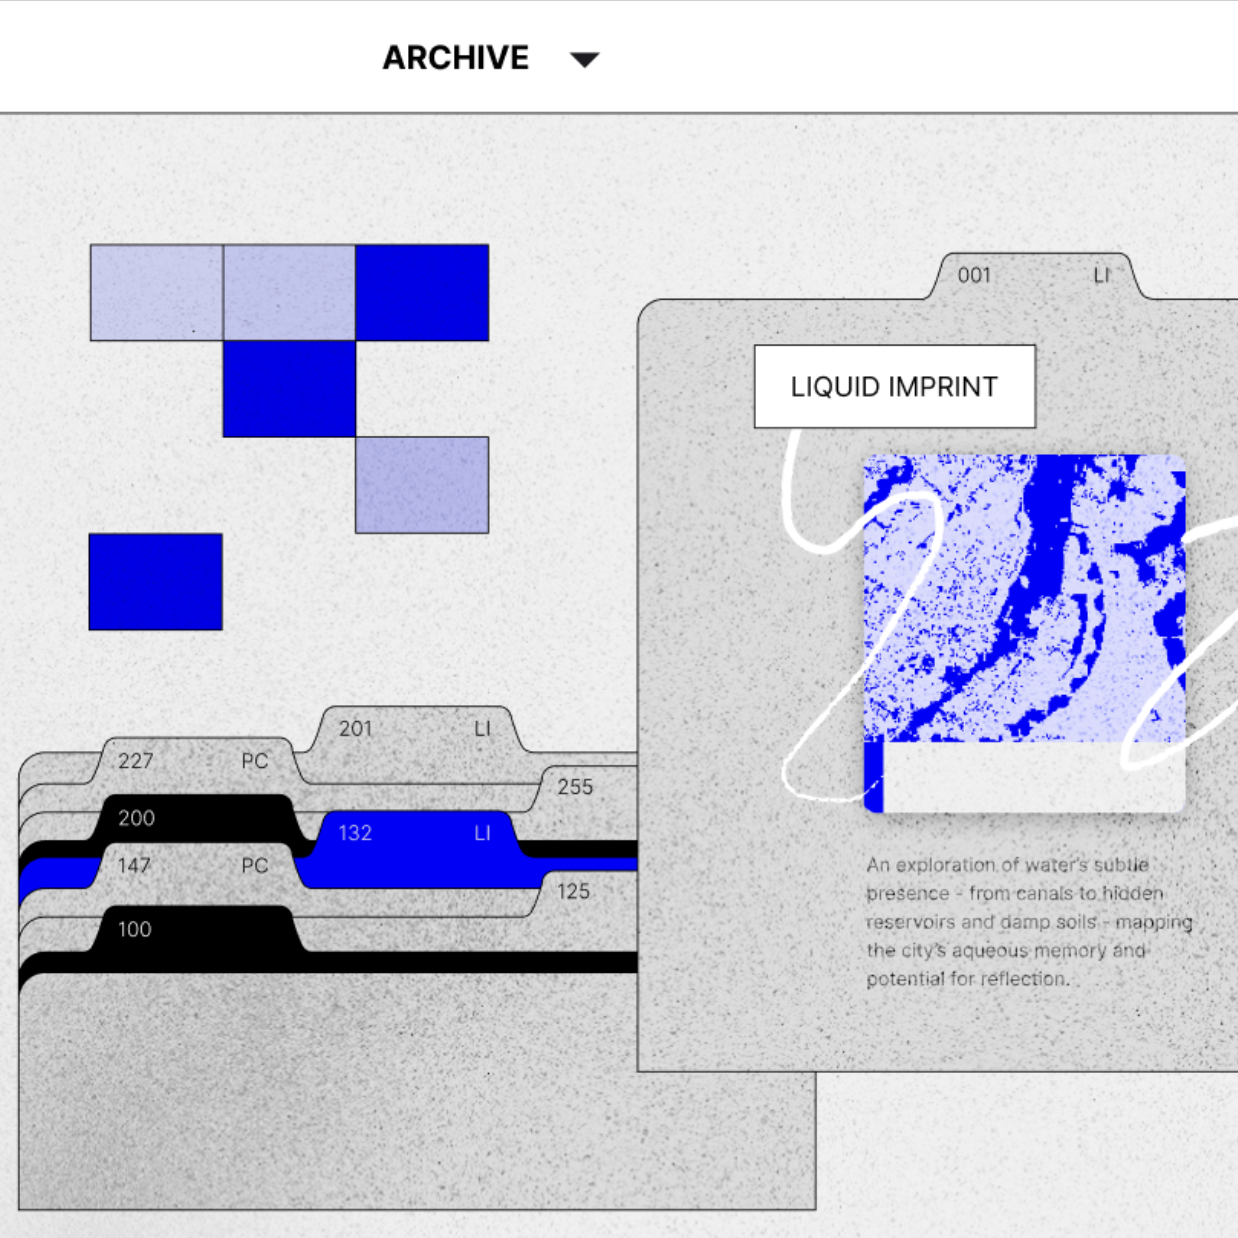 ARCHIVE
001 LI
LIQUID IMPRINT
201 LI
227 PC
255
200
132 LI
147 PC
125
100
An exploration of water's subtle
presence - from canals to hidden
reservoirs and damp soils - mapping
the city's aqueous memory and
potential for reflection.